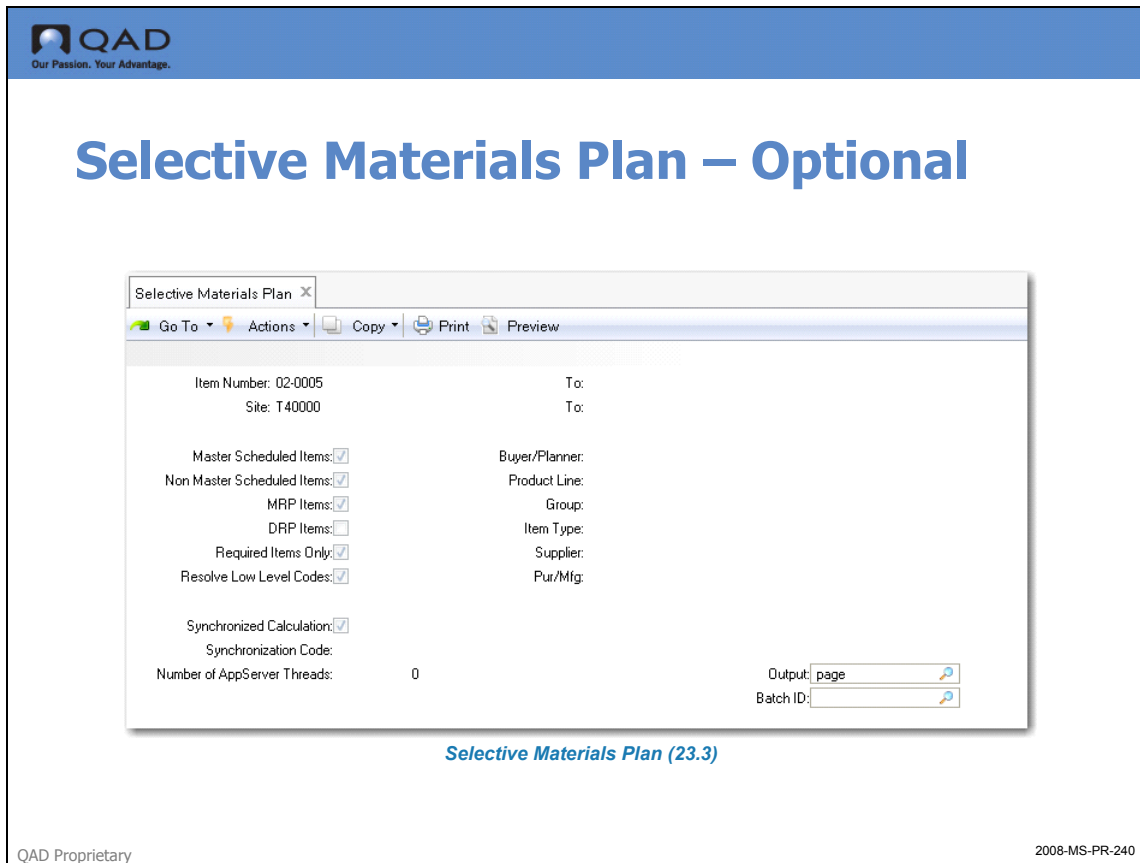 QAD
Our Passion. Your Advantage.
Selective Materials Plan – Optional
Selective Materials Plan
Go To Actions Copy Print Preview
Item Number: 02-0005 To:
Site: T40000 To:
Master Scheduled Items: Buyer/Planner:
Non Master Scheduled Items: Product Line:
MRP Items: Group:
DRP Items: Item Type:
Required Items Only: Supplier:
Resolve Low Level Codes: Pur/Mfg:
Synchronized Calculation:
Synchronization Code:
Number of AppServer Threads: 0 Output: page
Batch ID:
Selective Materials Plan (23.3)
QAD Proprietary 2008-MS-PR-240